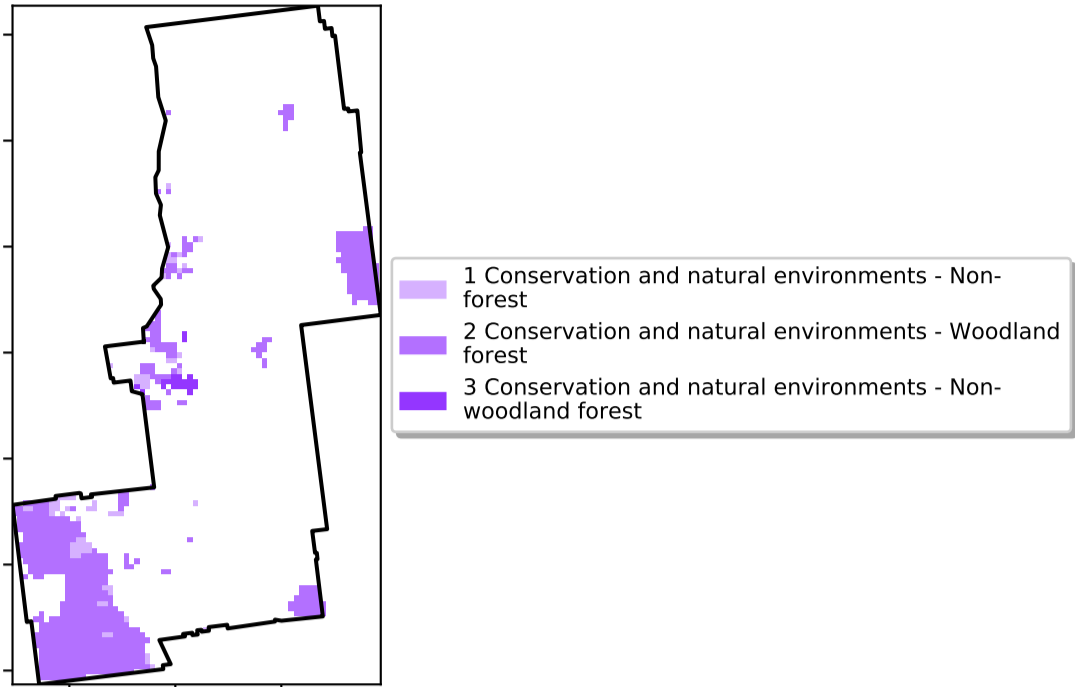 1 Conservation and natural environments - Non-
forest
2 Conservation and natural environments - Woodland
forest
3 Conservation and natural environments - Non-
woodland forest